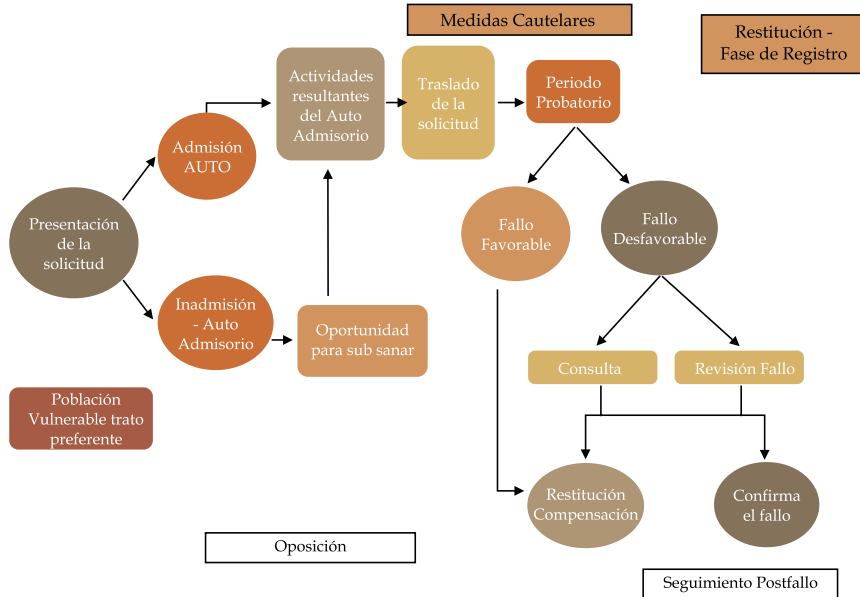 Medidas Cautelares
Restitución -
Fase de Registro
Actividades
resultantes
del Auto
Admisorio
Traslado
de la
solicitud
Periodo
Probatorio
Admisión
AUTO
Presentación
de la
solicitud
Fallo
Favorable
Fallo
Desfavorable
Inadmisión
- Auto
Admisorio
Oportunidad
para sub sanar
Consulta
Revisión Fallo
Población
Vulnerable trato
preferente
Restitución
Compensación
Confirma
el fallo
Oposición
Seguimiento Postfallo